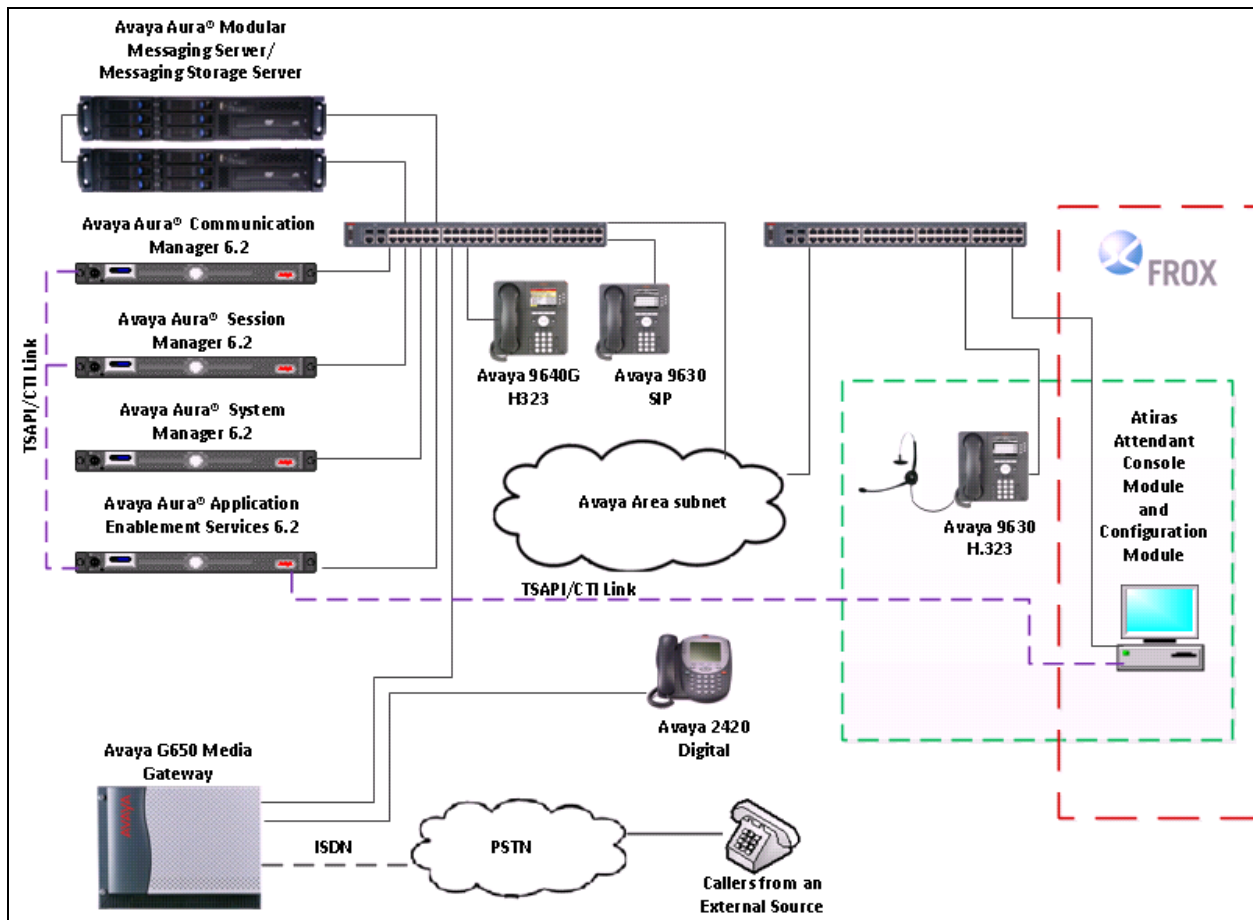 Avaya Aura® Modular
Messaging Server/
Messaging Storage Server
Avaya Aura® Communication
Manager 6.2
Avaya Aura® Session
Manager 6.2
Avaya Aura® System
Manager 6.2
Avaya Aura® Application
Enablement Services 6.2
TSAPI/CTI Link
Avaya 9640G
H323
Avaya 9630
SIP
FROX
Avaya Area subnet
Avaya 9630
H.323
Atiras
Attendant
Console
Module
and
Configuration
Module
TSAPI/CTI Link
Avaya 2420
Digital
Avaya G650 Media
Gateway
AVAYA
ISDN
PSTN
Callers from an
External Source